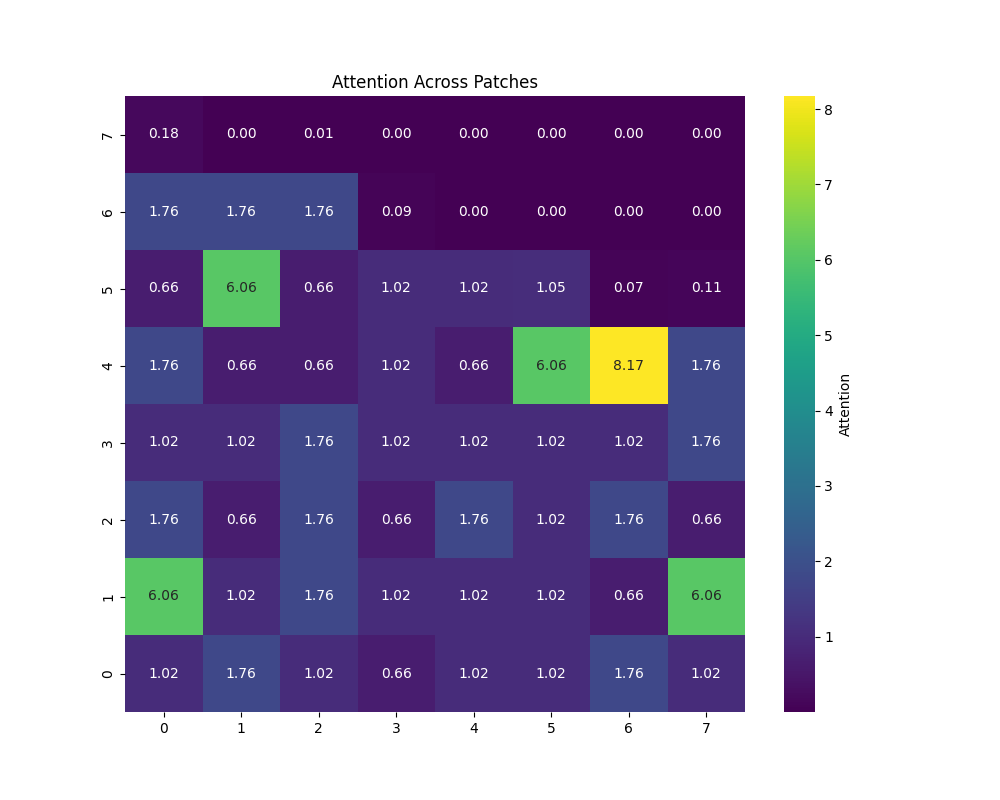 Attention Across Patches
7 0.18 0.00 0.01 0.00 0.00 0.00 0.00 0.00
6 1.76 1.76 1.76 0.09 0.00 0.00 0.00 0.00
5 0.66 6.06 0.66 1.02 1.02 1.05 0.07 0.11
4 1.76 0.66 0.66 1.02 0.66 6.06 8.17 1.76
3 1.02 1.02 1.76 1.02 1.02 1.02 1.02 1.76
2 1.76 0.66 1.76 0.66 1.76 1.02 1.76 0.66
1 6.06 1.02 1.76 1.02 1.02 1.02 0.66 6.06
0 1.02 1.76 1.02 0.66 1.02 1.02 1.76 1.02
0 1 2 3 4 5 6 7
8
7
6
5
4
3
2
1
Attention